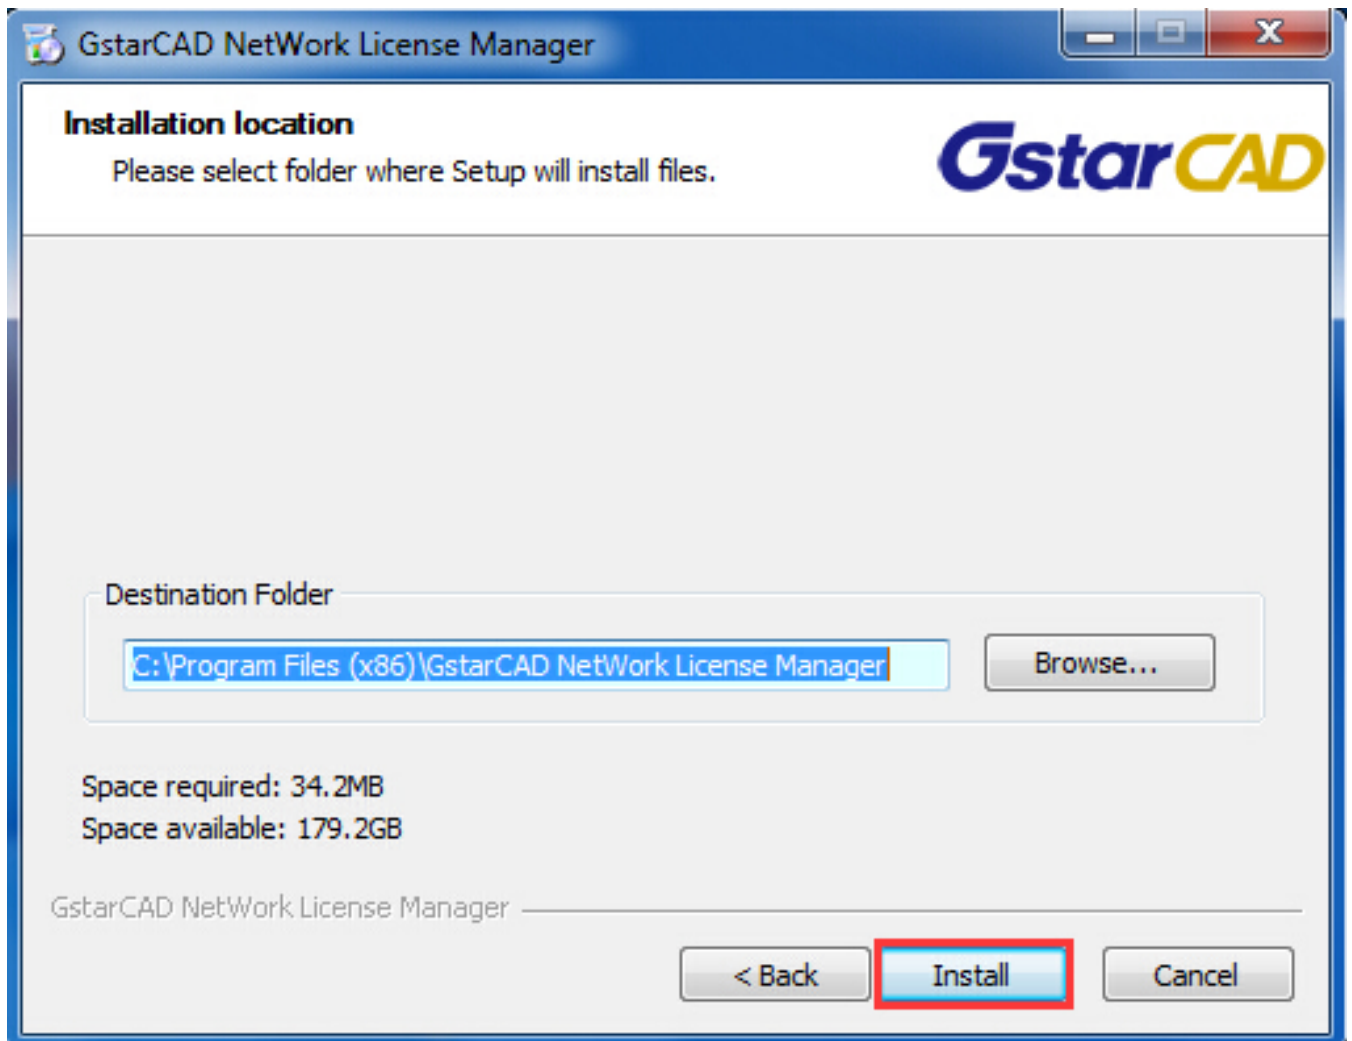 GstarCAD NetWork License Manager
Installation location
Please select folder where Setup will install files.
GstarCAD
Destination Folder
C:\Program Files (x86)\GstarCAD NetWork License Manager
Browse...
Space required: 34.2MB
Space available: 179.2GB
GstarCAD NetWork License Manager
< Back
Install
Cancel